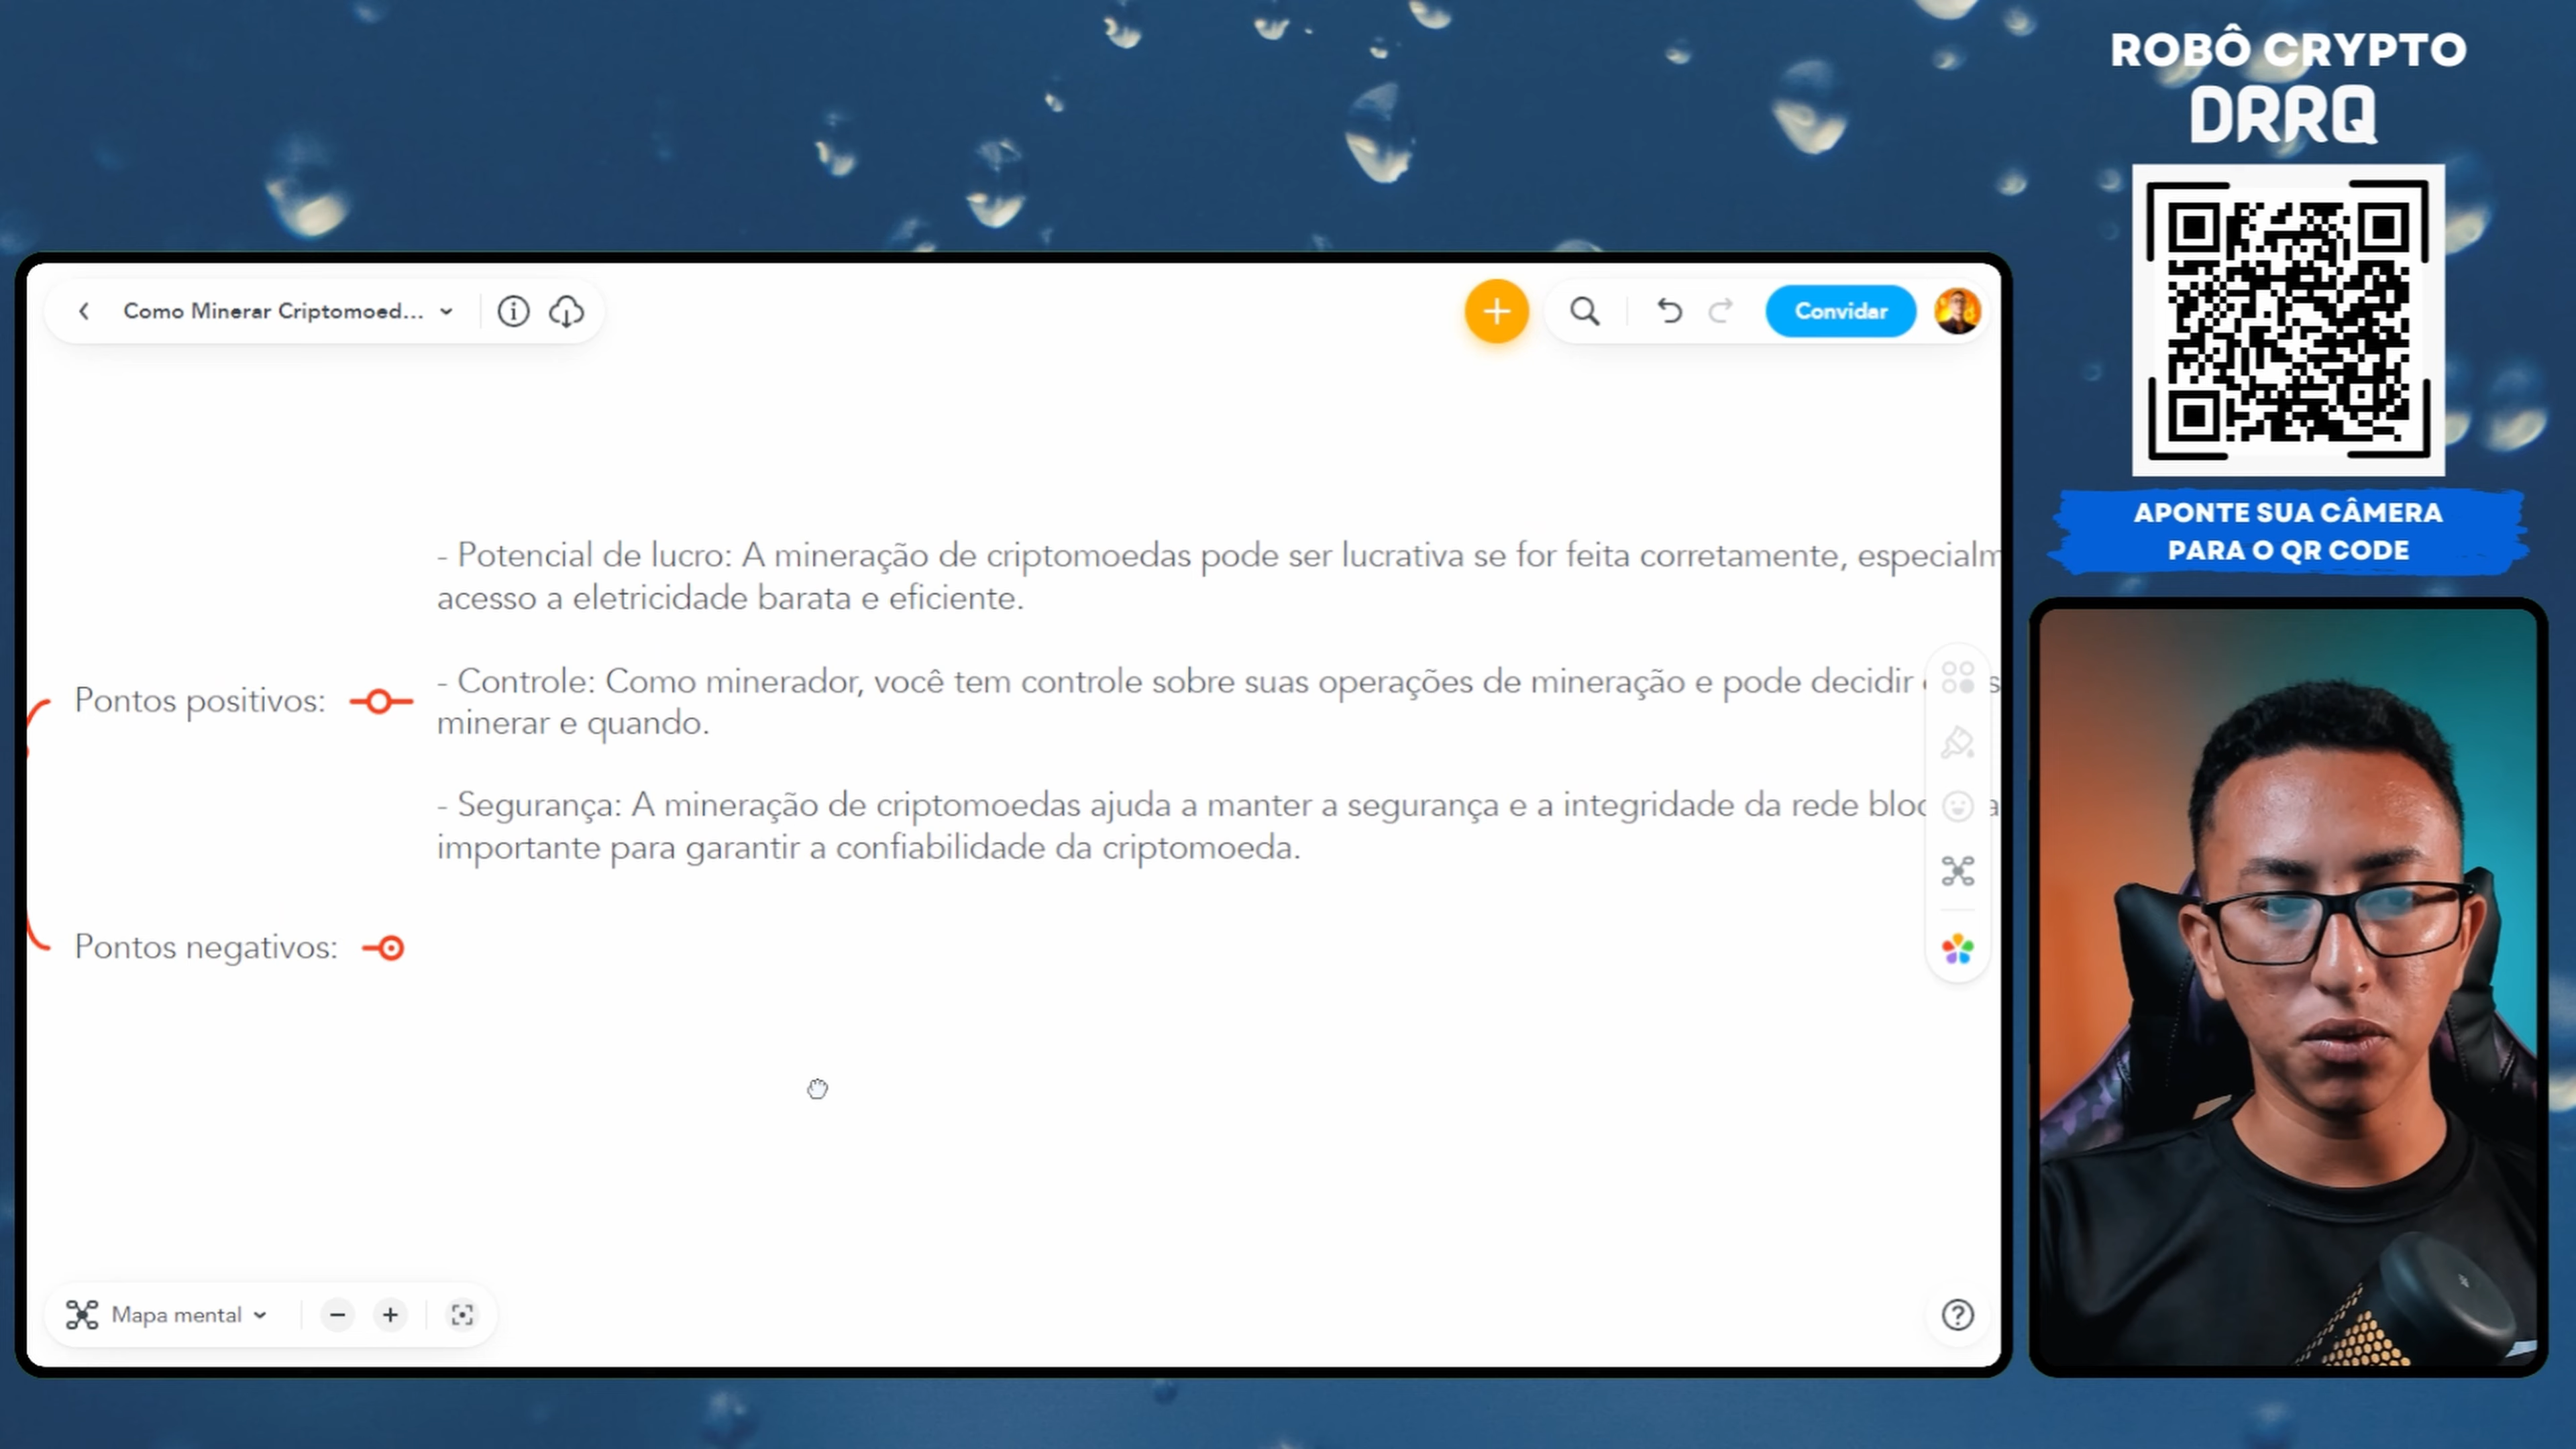 ROBÔ CRYPTO
DRRQ
APONTE SUA CÂMERA
PARA O QR CODE
Como Minerar Criptomoed...
Convidar
- Potencial de lucro: A mineração de criptomoedas pode ser lucrativa se for feita corretamente, especialm
acesso a eletricidade barata e eficiente.
Pontos positivos:
- Controle: Como minerador, você tem controle sobre suas operações de mineração e pode decidir
minerar e quando.
- Segurança: A mineração de criptomoedas ajuda a manter a segurança e a integridade da rede bloc
importante para garantir a confiabilidade da criptomoeda.
Pontos negativos:
Mapa mental